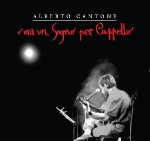 ALBERTO CANTONE
c'era un Sogno per Cappello